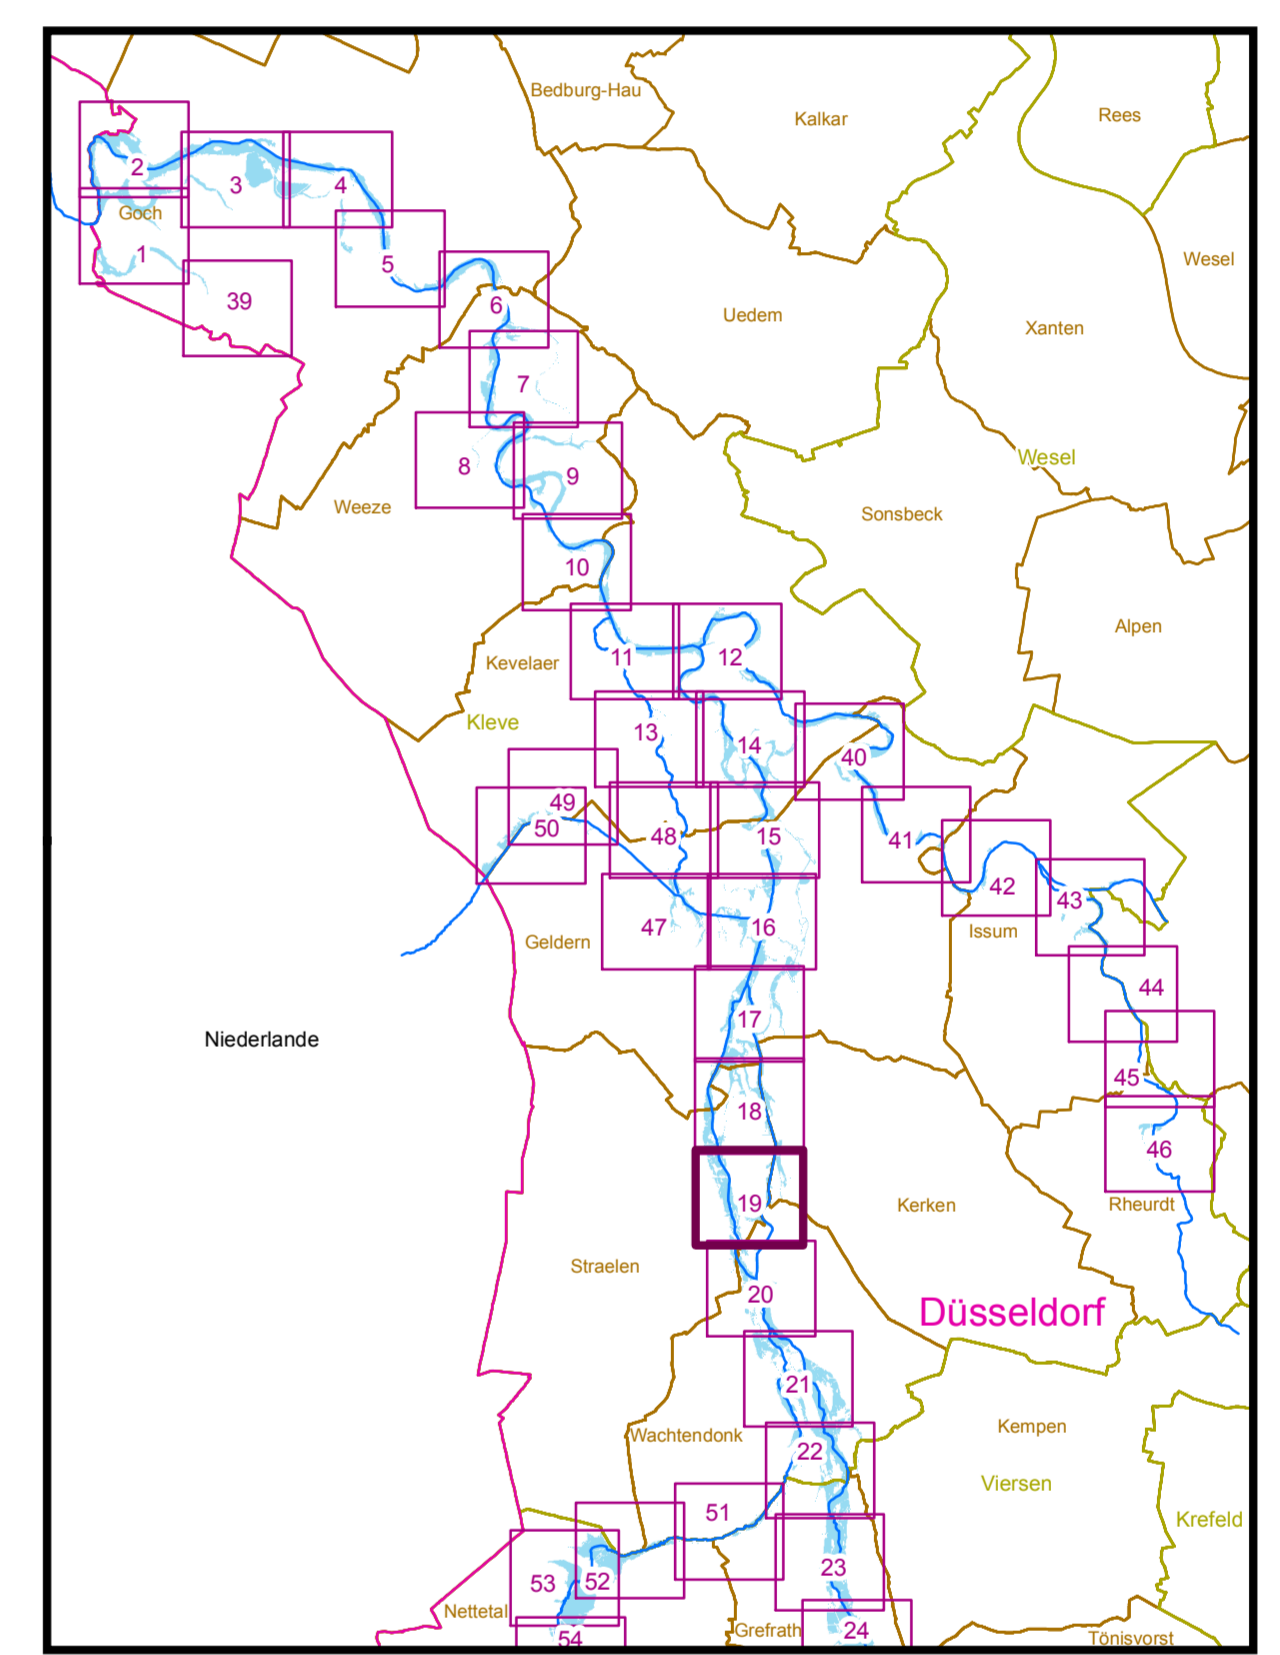 Bedburg-Hau
Kalkar
Rees
2
3
4
Goch
1
5
Wesel
39
6
Uedem
Xanten
7
Wesel
8
9
Weeze
Sonsbeck
10
Alpen
11
12
Kevelaer
Kleve
13
14
40
49
50
48
15
41
42
43
47
16
Issum
Geldern
44
17
Niederlande
45
18
46
19
Kerken
Rheurdt
Straelen
20
Düsseldorf
21
Kempen
Wachtendonk
22
Viersen
51
Krefeld
23
53
52
Nettetal
Grefrath
24
54
Tönisvorst